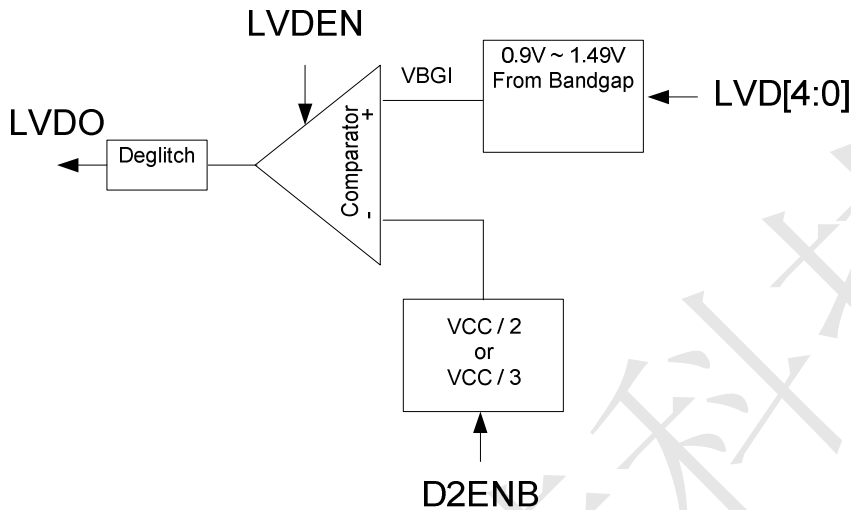 LVDEN
0.9V ~ 1.49V
From Bandgap
VBGI
LVD[4:0]
LVDO
Deglitch
Comparator
+
-
VCC / 2
or
VCC / 3
D2ENB
科